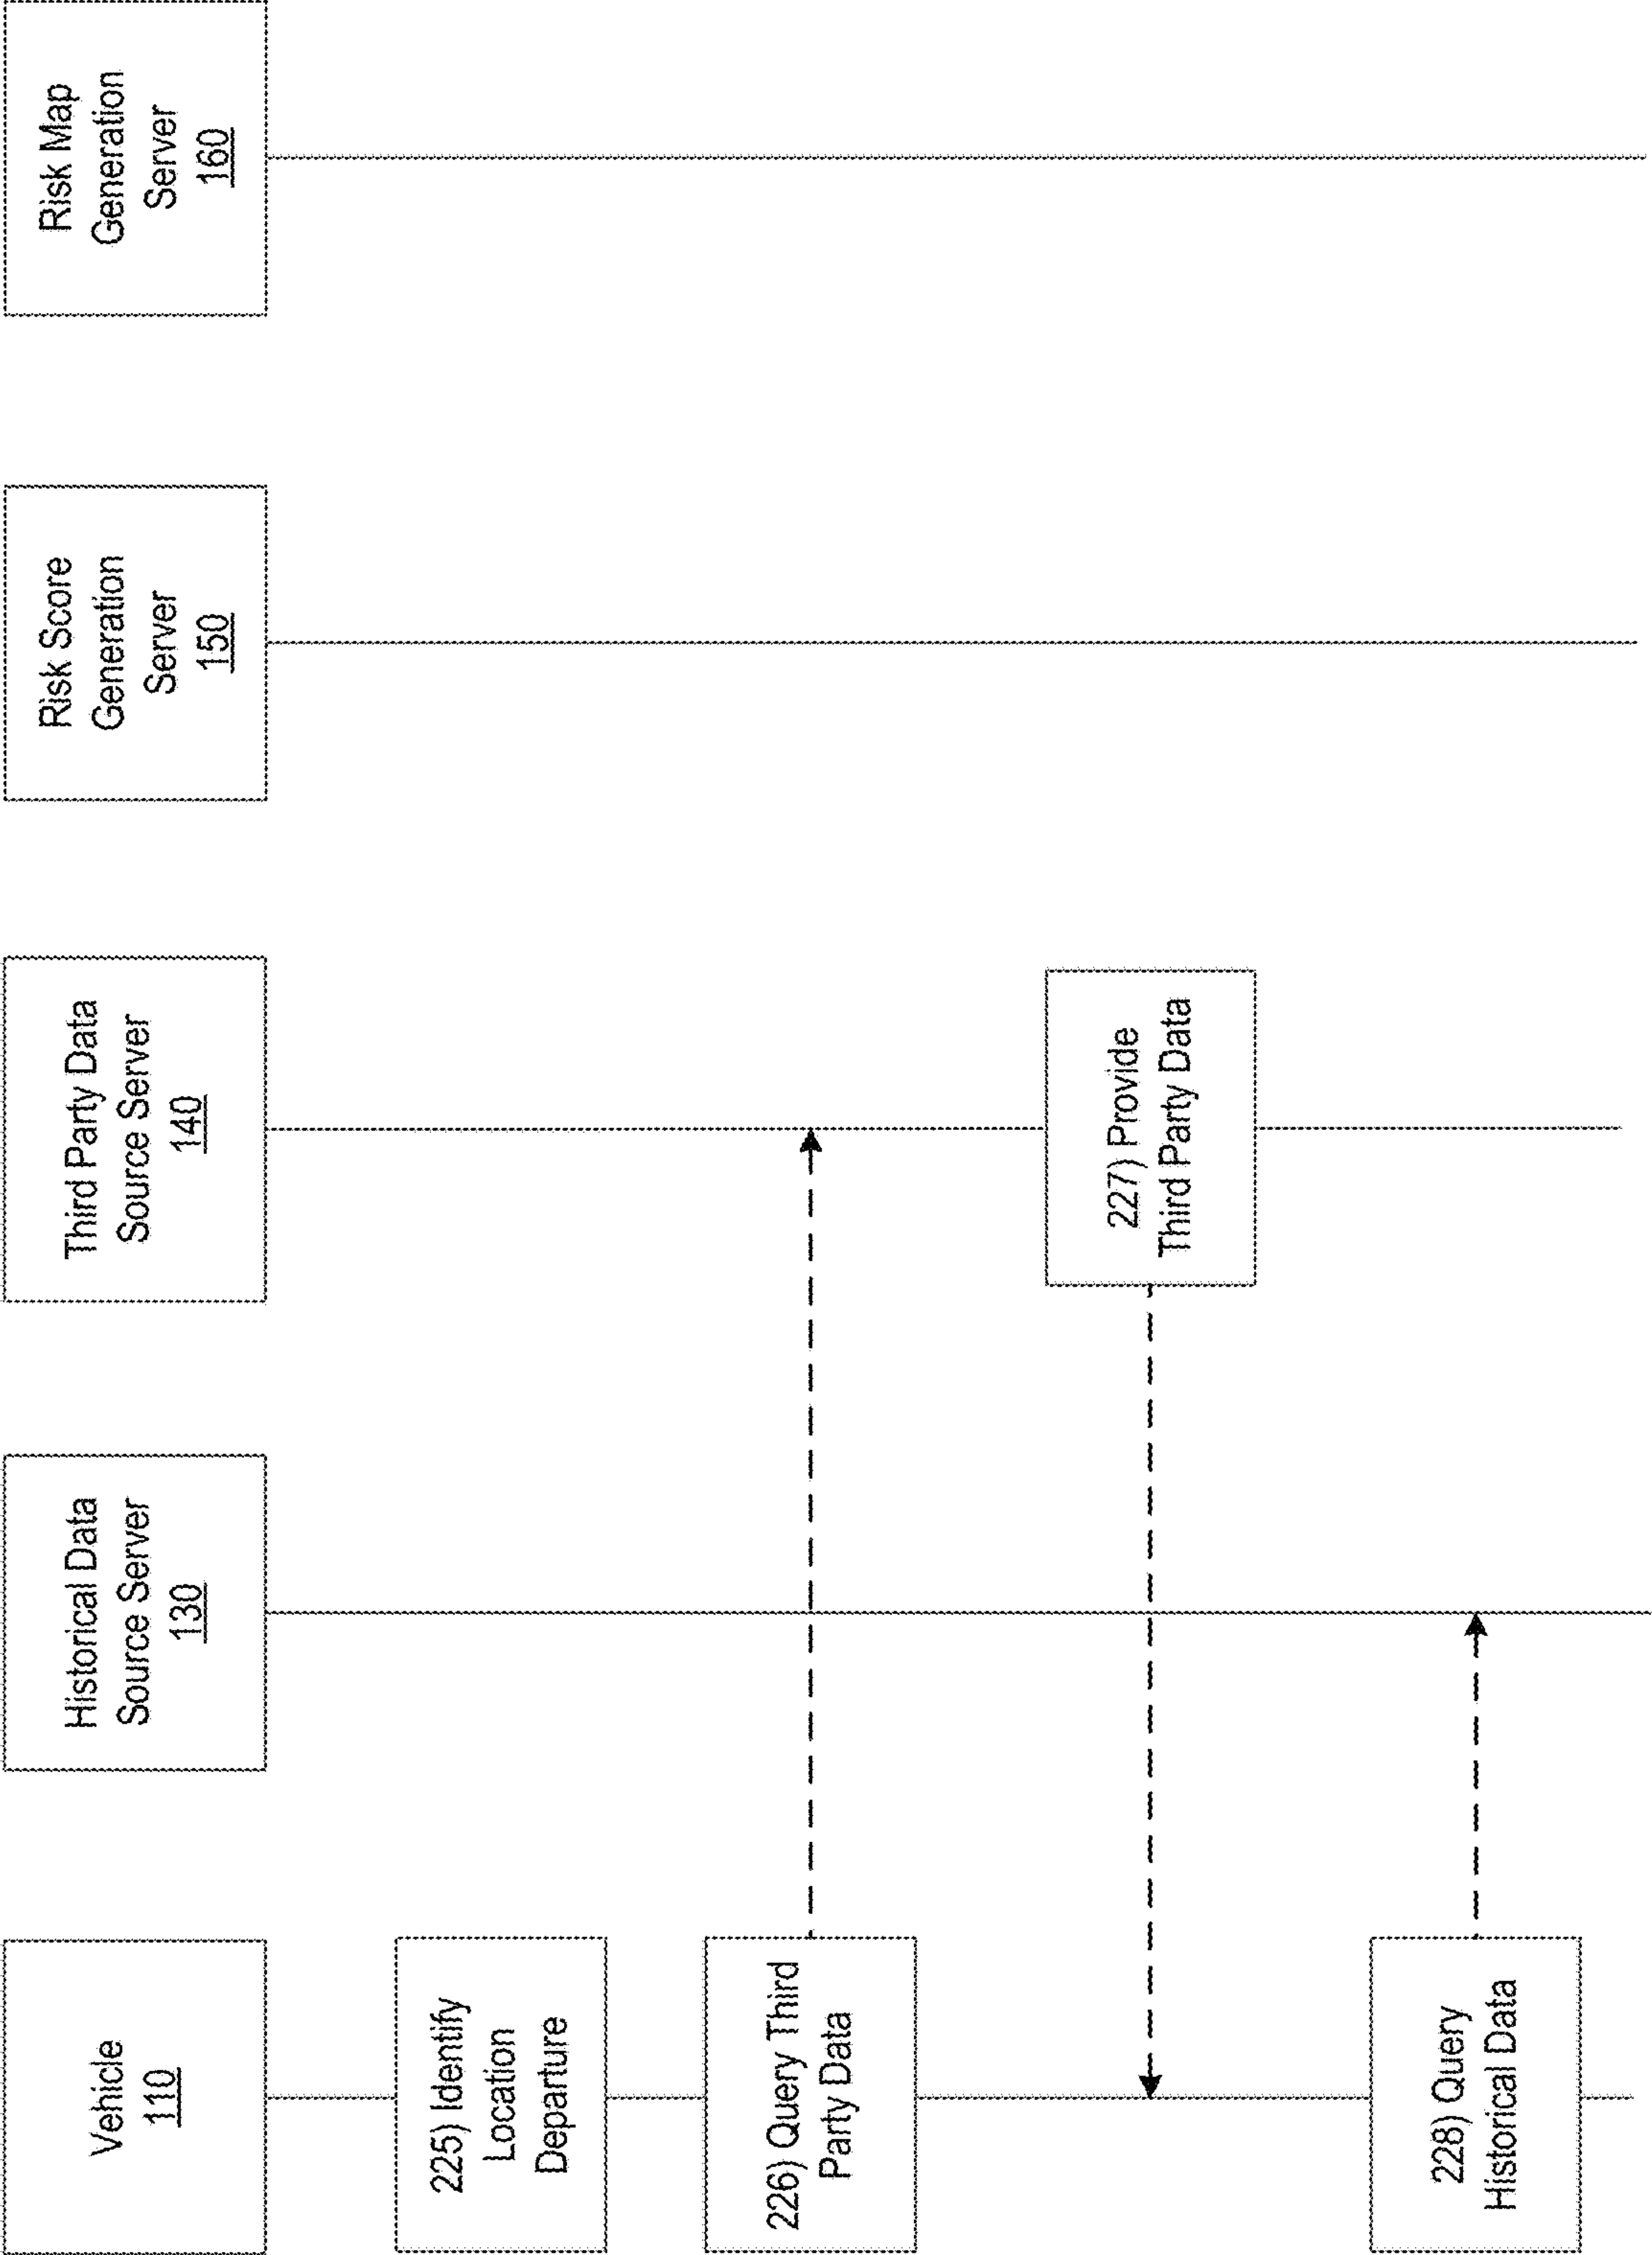 Vehicle
110
Historical Data
Source Server
130
Third Party Data
Source Server
140
Risk Score
Generation
Server
150
Risk Map
Generation
Server
160
225) Identify
Location
Departure
226) Query Third
Party Data
227) Provide
Third Party Data
228) Query
Historical Data